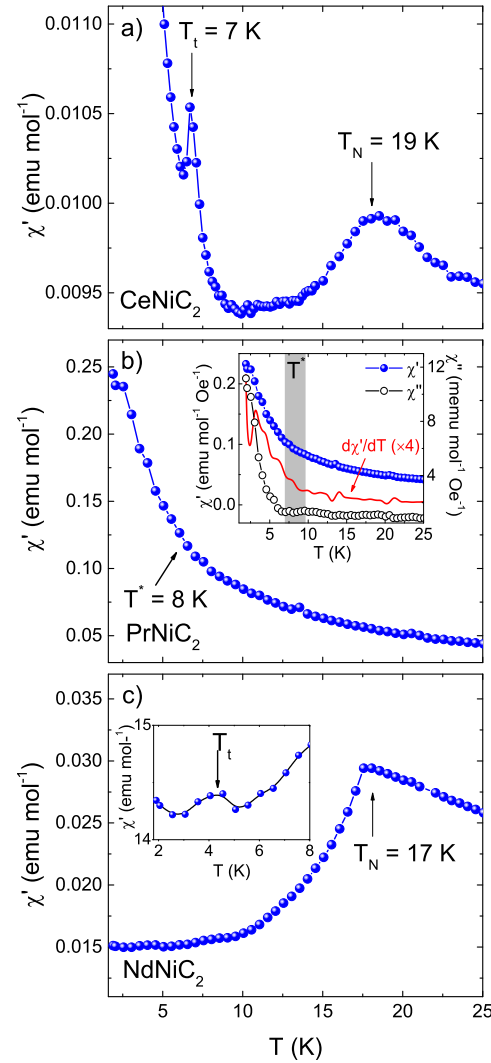 a)
T_t = 7 K
T_N = 19 K
χ' (emu mol⁻¹)
0.0110
0.0105
0.0100
0.0095
CeNiC₂
b)
T* = 8 K
χ' (emu mol⁻¹)
0.25
0.20
0.15
0.10
0.05
PrNiC₂
T*
χ'
χ''
dχ'/dT (×4)
χ' (emu mol⁻¹ Oe⁻¹)
0.2
0.1
-0.0
χ'' (memu mol⁻¹ Oe⁻¹)
12
8
4
5 10 15 20 25
T (K)
c)
T_t
χ' (emu mol⁻¹)
15
14
2 4 6 8
T (K)
T_N = 17 K
χ' (emu mol⁻¹)
0.035
0.030
0.025
0.020
0.015
0.010
NdNiC₂
5 10 15 20 25
T (K)